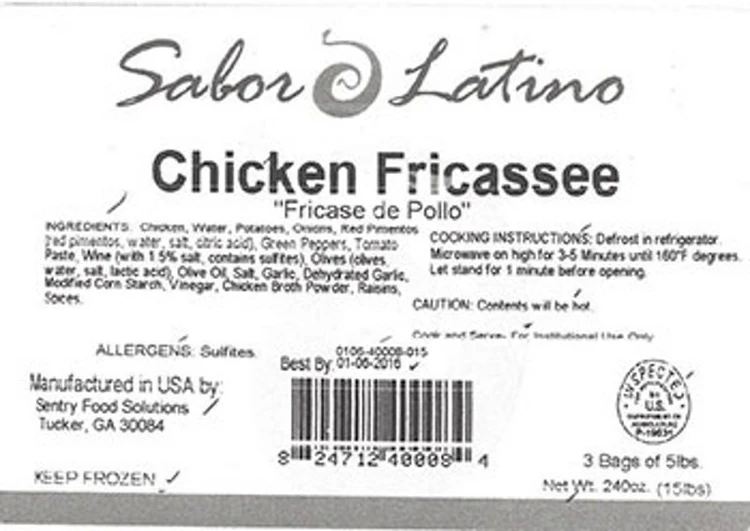 Sabor Latino
Chicken Fricassee
"Fricase de Pollo"
INGREDIENTS: Chicken, Water, Potatoes, Onions, Red Pimentos
(red pimentos, water, salt, citric acid), Green Peppers, Tomato
Paste, Wine (with 1.5% salt, contains sulfites), Olives (olives,
water, salt, lactic acid), Olive Oil, Salt, Garlic, Dehydrated Garlic,
Modified Corn Starch, Vinegar, Chicken Broth Powder, Raisins,
Spices.
COOKING INSTRUCTIONS: Defrost in refrigerator.
Microwave on high for 3-5 Minutes until 160°F degrees.
Let stand for 1 minute before opening.
CAUTION: Contents will be hot.
Cook and Serve. For Institutional Use Only
ALLERGENS: Sulfites.
0106-40008-015
Best By: 01-06-2016
Manufactured in USA by:
Sentry Food Solutions
Tucker, GA 30084
KEEP FROZEN
8 24712 40008 4
INSPECTED
U.S.
3 Bags of 5lbs.
Net Wt. 240oz. (15lbs)